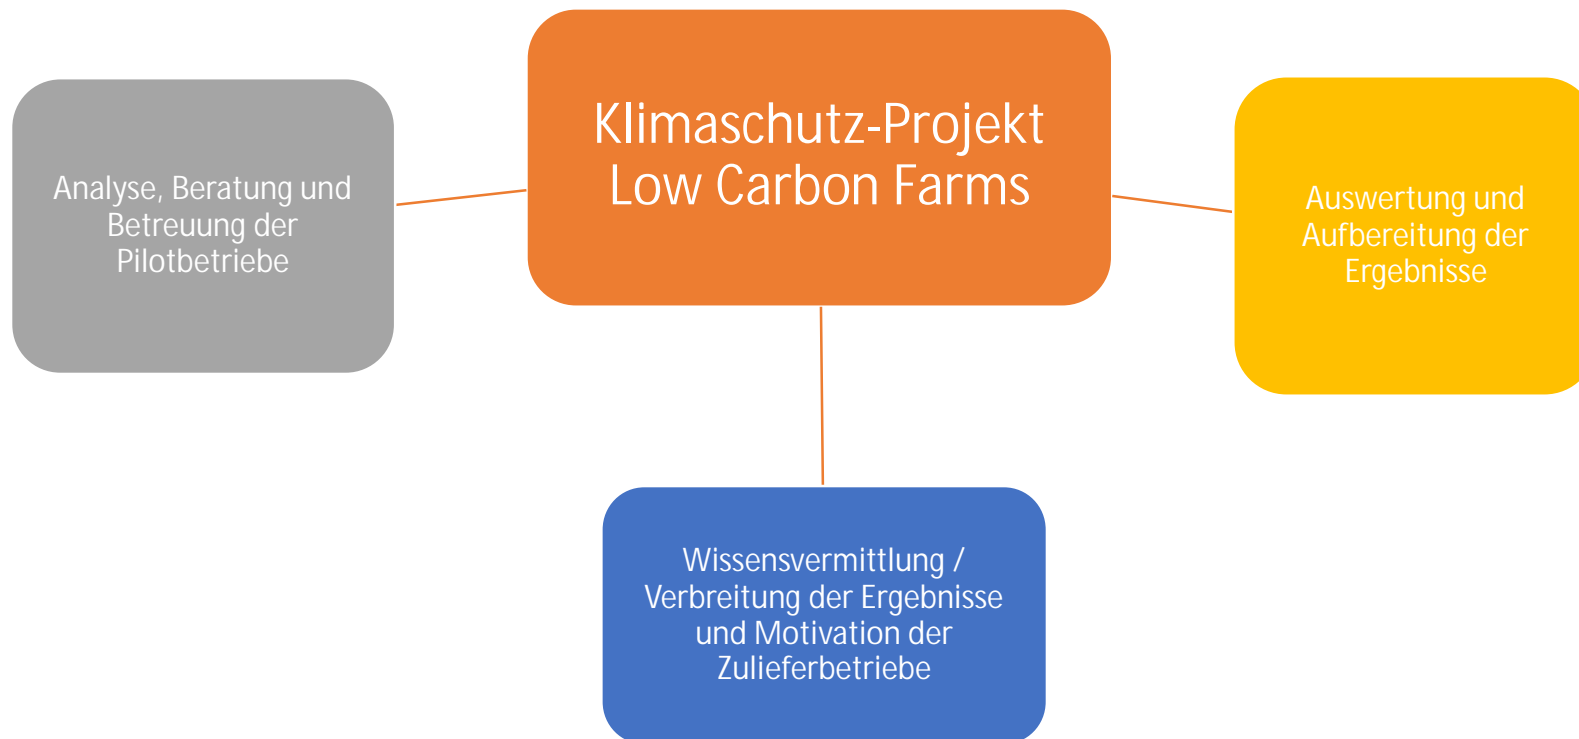 Klimaschutz-Projekt
Low Carbon Farms
Analyse, Beratung und
Betreuung der
Pilotbetriebe
Auswertung und
Aufbereitung der
Ergebnisse
Wissensvermittlung /
Verbreitung der Ergebnisse
und Motivation der
Zulieferbetriebe